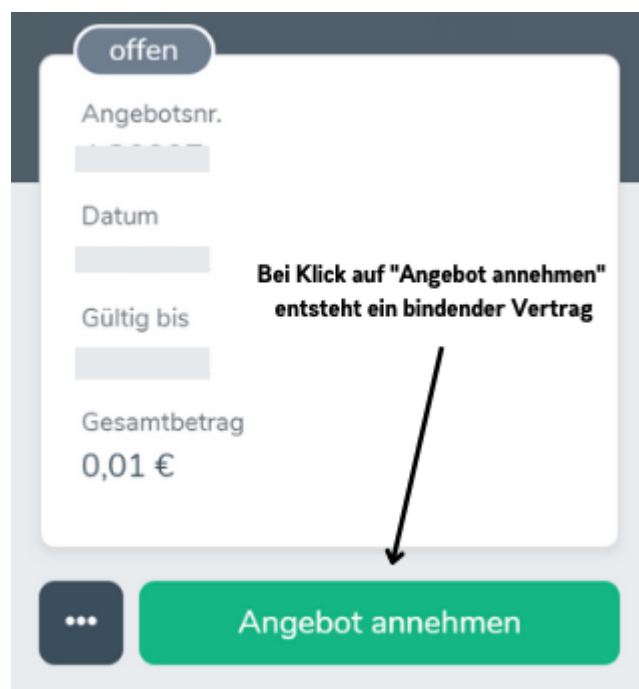 offen
Angebotsnr.
Datum
Bei Klick auf "Angebot annehmen"
entsteht ein bindender Vertrag
Gültig bis
Gesamtbetrag
0,01 €
Angebot annehmen